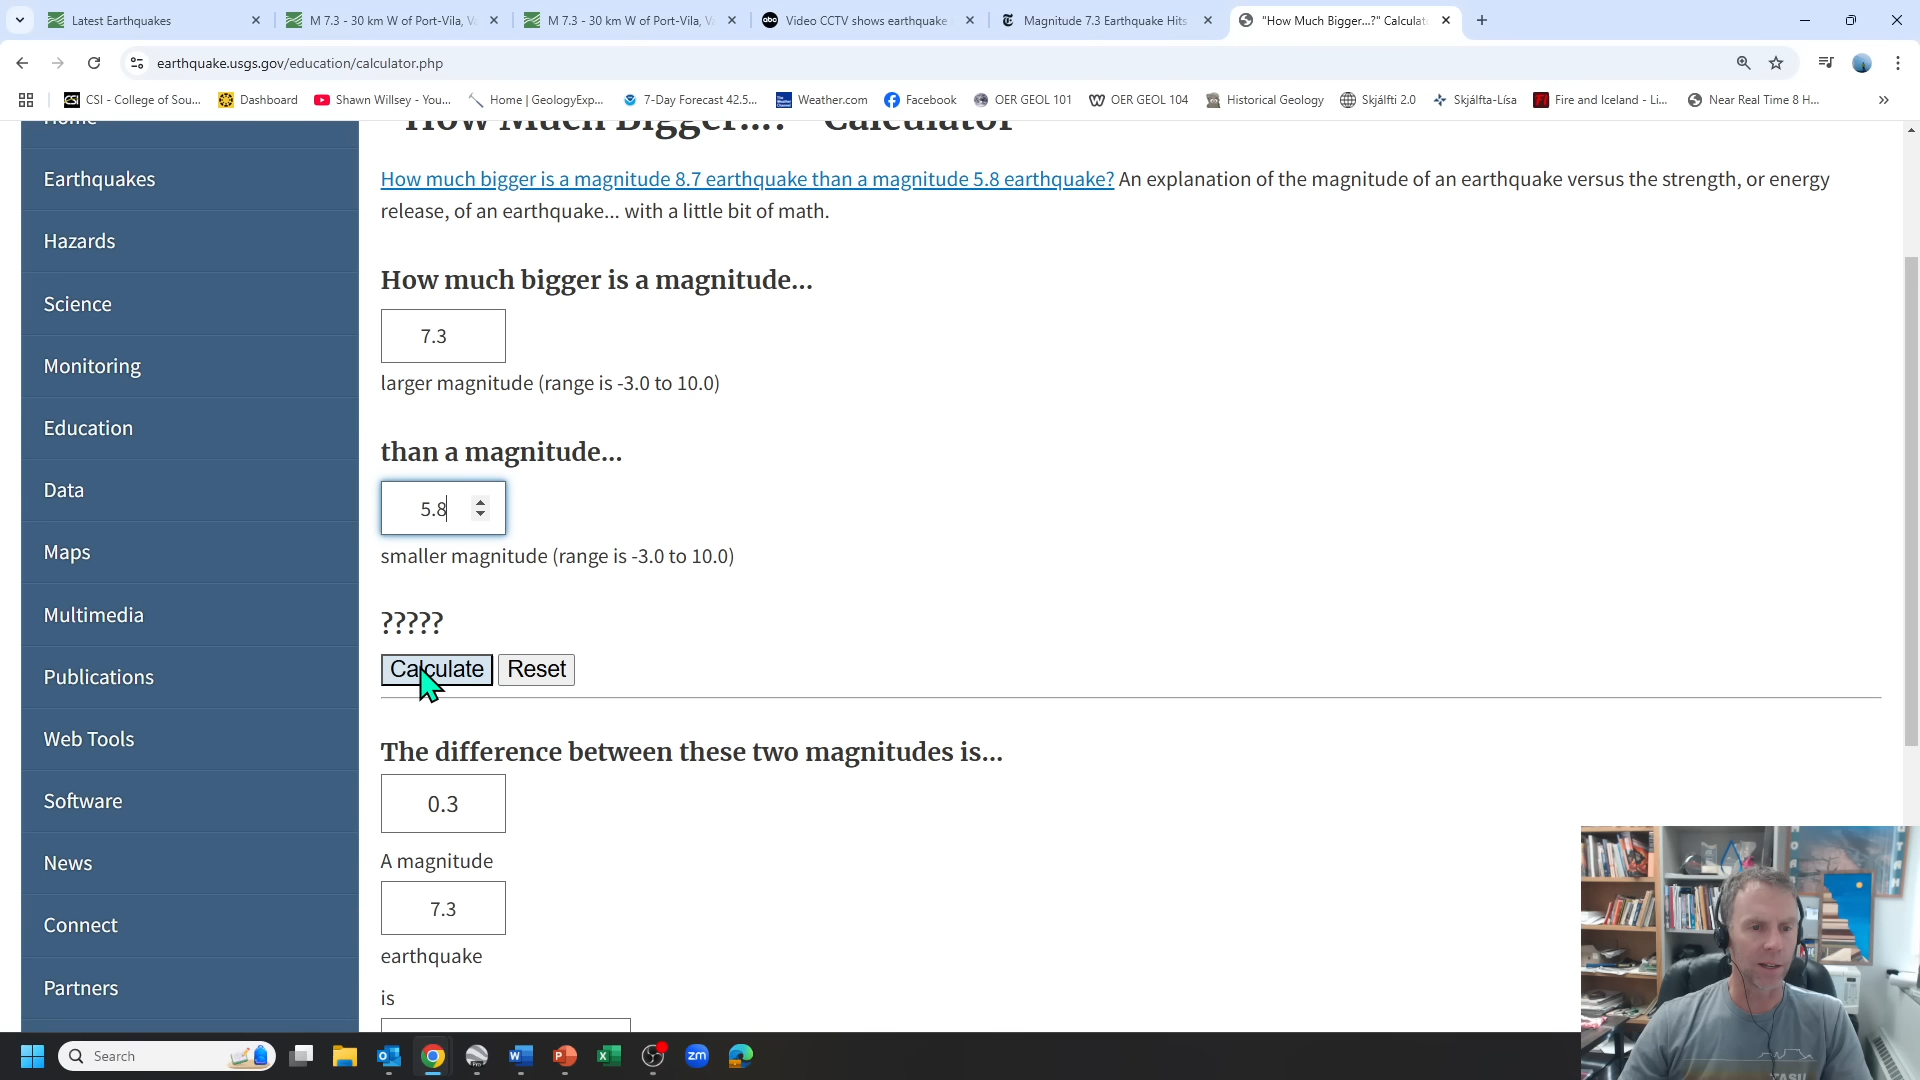 Latest Earthquakes
M 7.3 - 30 km W of Port-Vila, V
M 7.3 - 30 km W of Port-Vila, V
Video CCTV shows earthquake
Magnitude 7.3 Earthquake Hits
"How Much Bigger...?" Calculat
earthquake.usgs.gov/education/calculator.php
CSI - College of Sou...
Dashboard
Shawn Willsey - You...
Home | GeologyExp...
7-Day Forecast 42.5...
Weather.com
Facebook
OER GEOL 101
OER GEOL 104
Historical Geology
Skjálfti 2.0
Skjálfta-Lísa
Fire and Iceland - Li...
Near Real Time 8 H...
Home
Earthquakes
Hazards
Science
Monitoring
Education
Data
Maps
Multimedia
Publications
Web Tools
Software
News
Connect
Partners
"How Much Bigger...?" Calculator
How much bigger is a magnitude 8.7 earthquake than a magnitude 5.8 earthquake? An explanation of the magnitude of an earthquake versus the strength, or energy
release, of an earthquake... with a little bit of math.
How much bigger is a magnitude...
7.3
larger magnitude (range is -3.0 to 10.0)
than a magnitude...
5.8
smaller magnitude (range is -3.0 to 10.0)
?????
Calculate Reset
The difference between these two magnitudes is...
0.3
A magnitude
7.3
earthquake
is
Search
zm